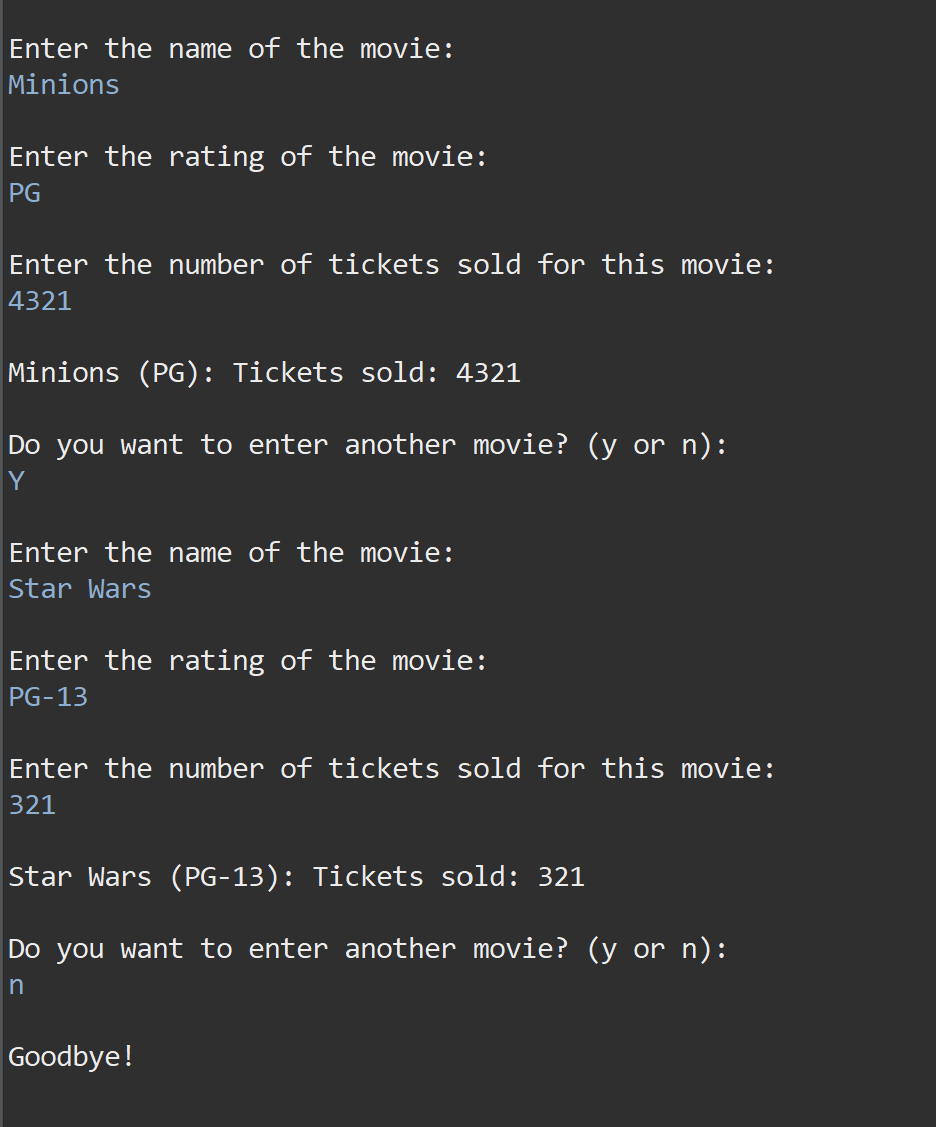 Enter the name of the movie:
Minions
Enter the rating of the movie:
PG
Enter the number of tickets sold for this movie:
4321
Minions (PG): Tickets sold: 4321
Do you want to enter another movie? (y or n):
Y
Enter the name of the movie:
Star Wars
Enter the rating of the movie:
PG-13
Enter the number of tickets sold for this movie:
321
Star Wars (PG-13): Tickets sold: 321
Do you want to enter another movie? (y or n):
n
Goodbye!